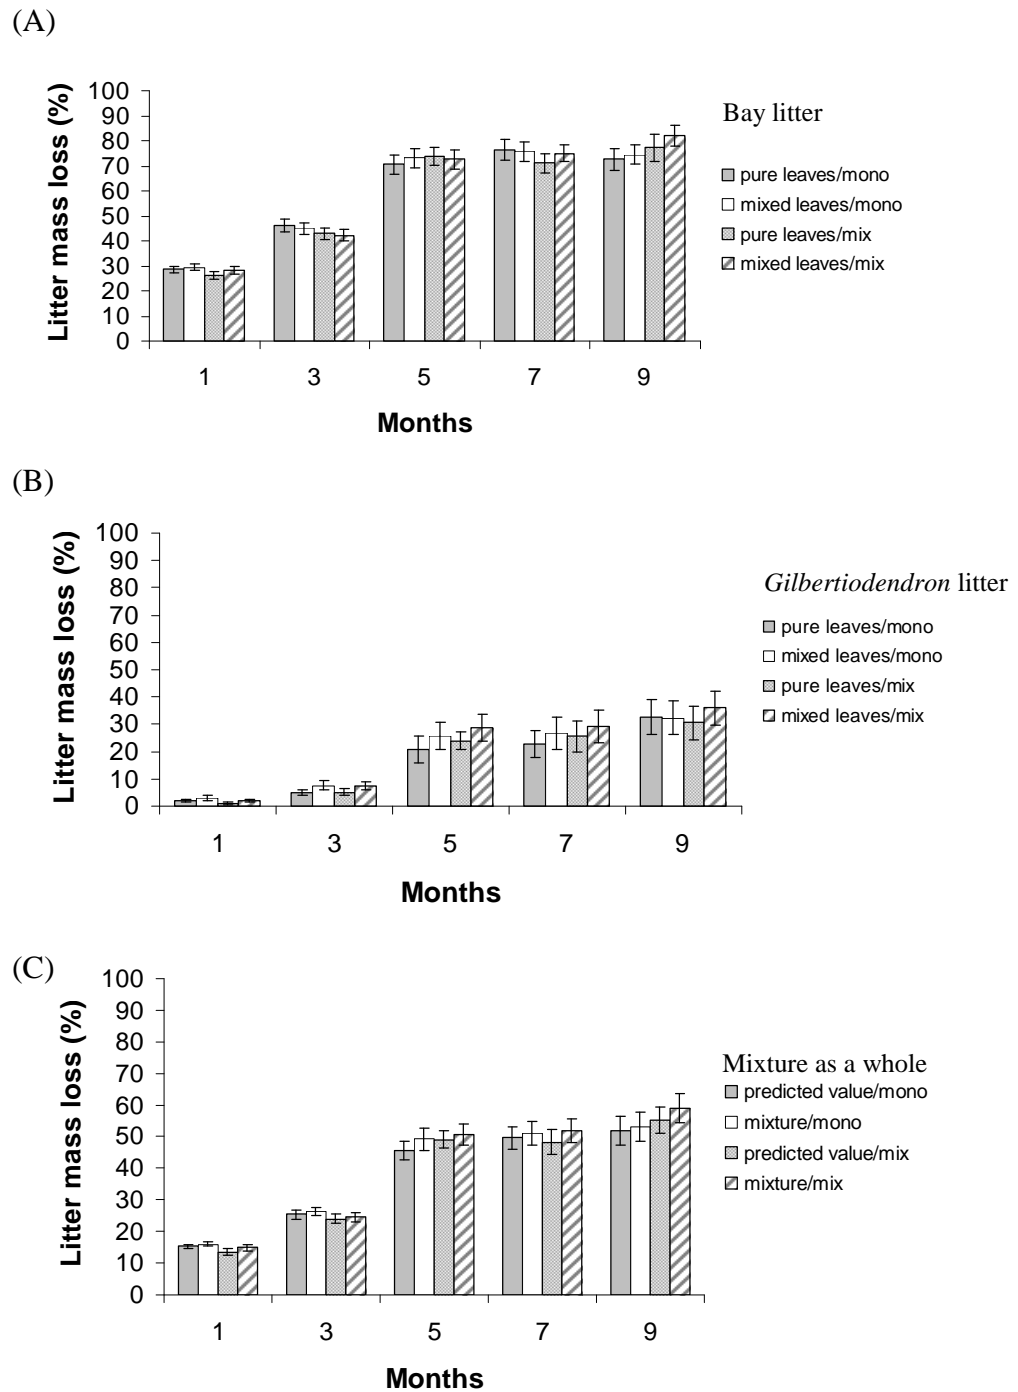 (A)
Litter mass loss (%)
100
90
80
70
60
50
40
30
20
10
0
1 3 5 7 9
Months
Bay litter
pure leaves/mono
mixed leaves/mono
pure leaves/mix
mixed leaves/mix
(B)
Litter mass loss (%)
100
90
80
70
60
50
40
30
20
10
0
1 3 5 7 9
Months
Gilbertiodendron litter
pure leaves/mono
mixed leaves/mono
pure leaves/mix
mixed leaves/mix
(C)
Litter mass loss (%)
100
90
80
70
60
50
40
30
20
10
0
1 3 5 7 9
Months
Mixture as a whole
predicted value/mono
mixture/mono
predicted value/mix
mixture/mix